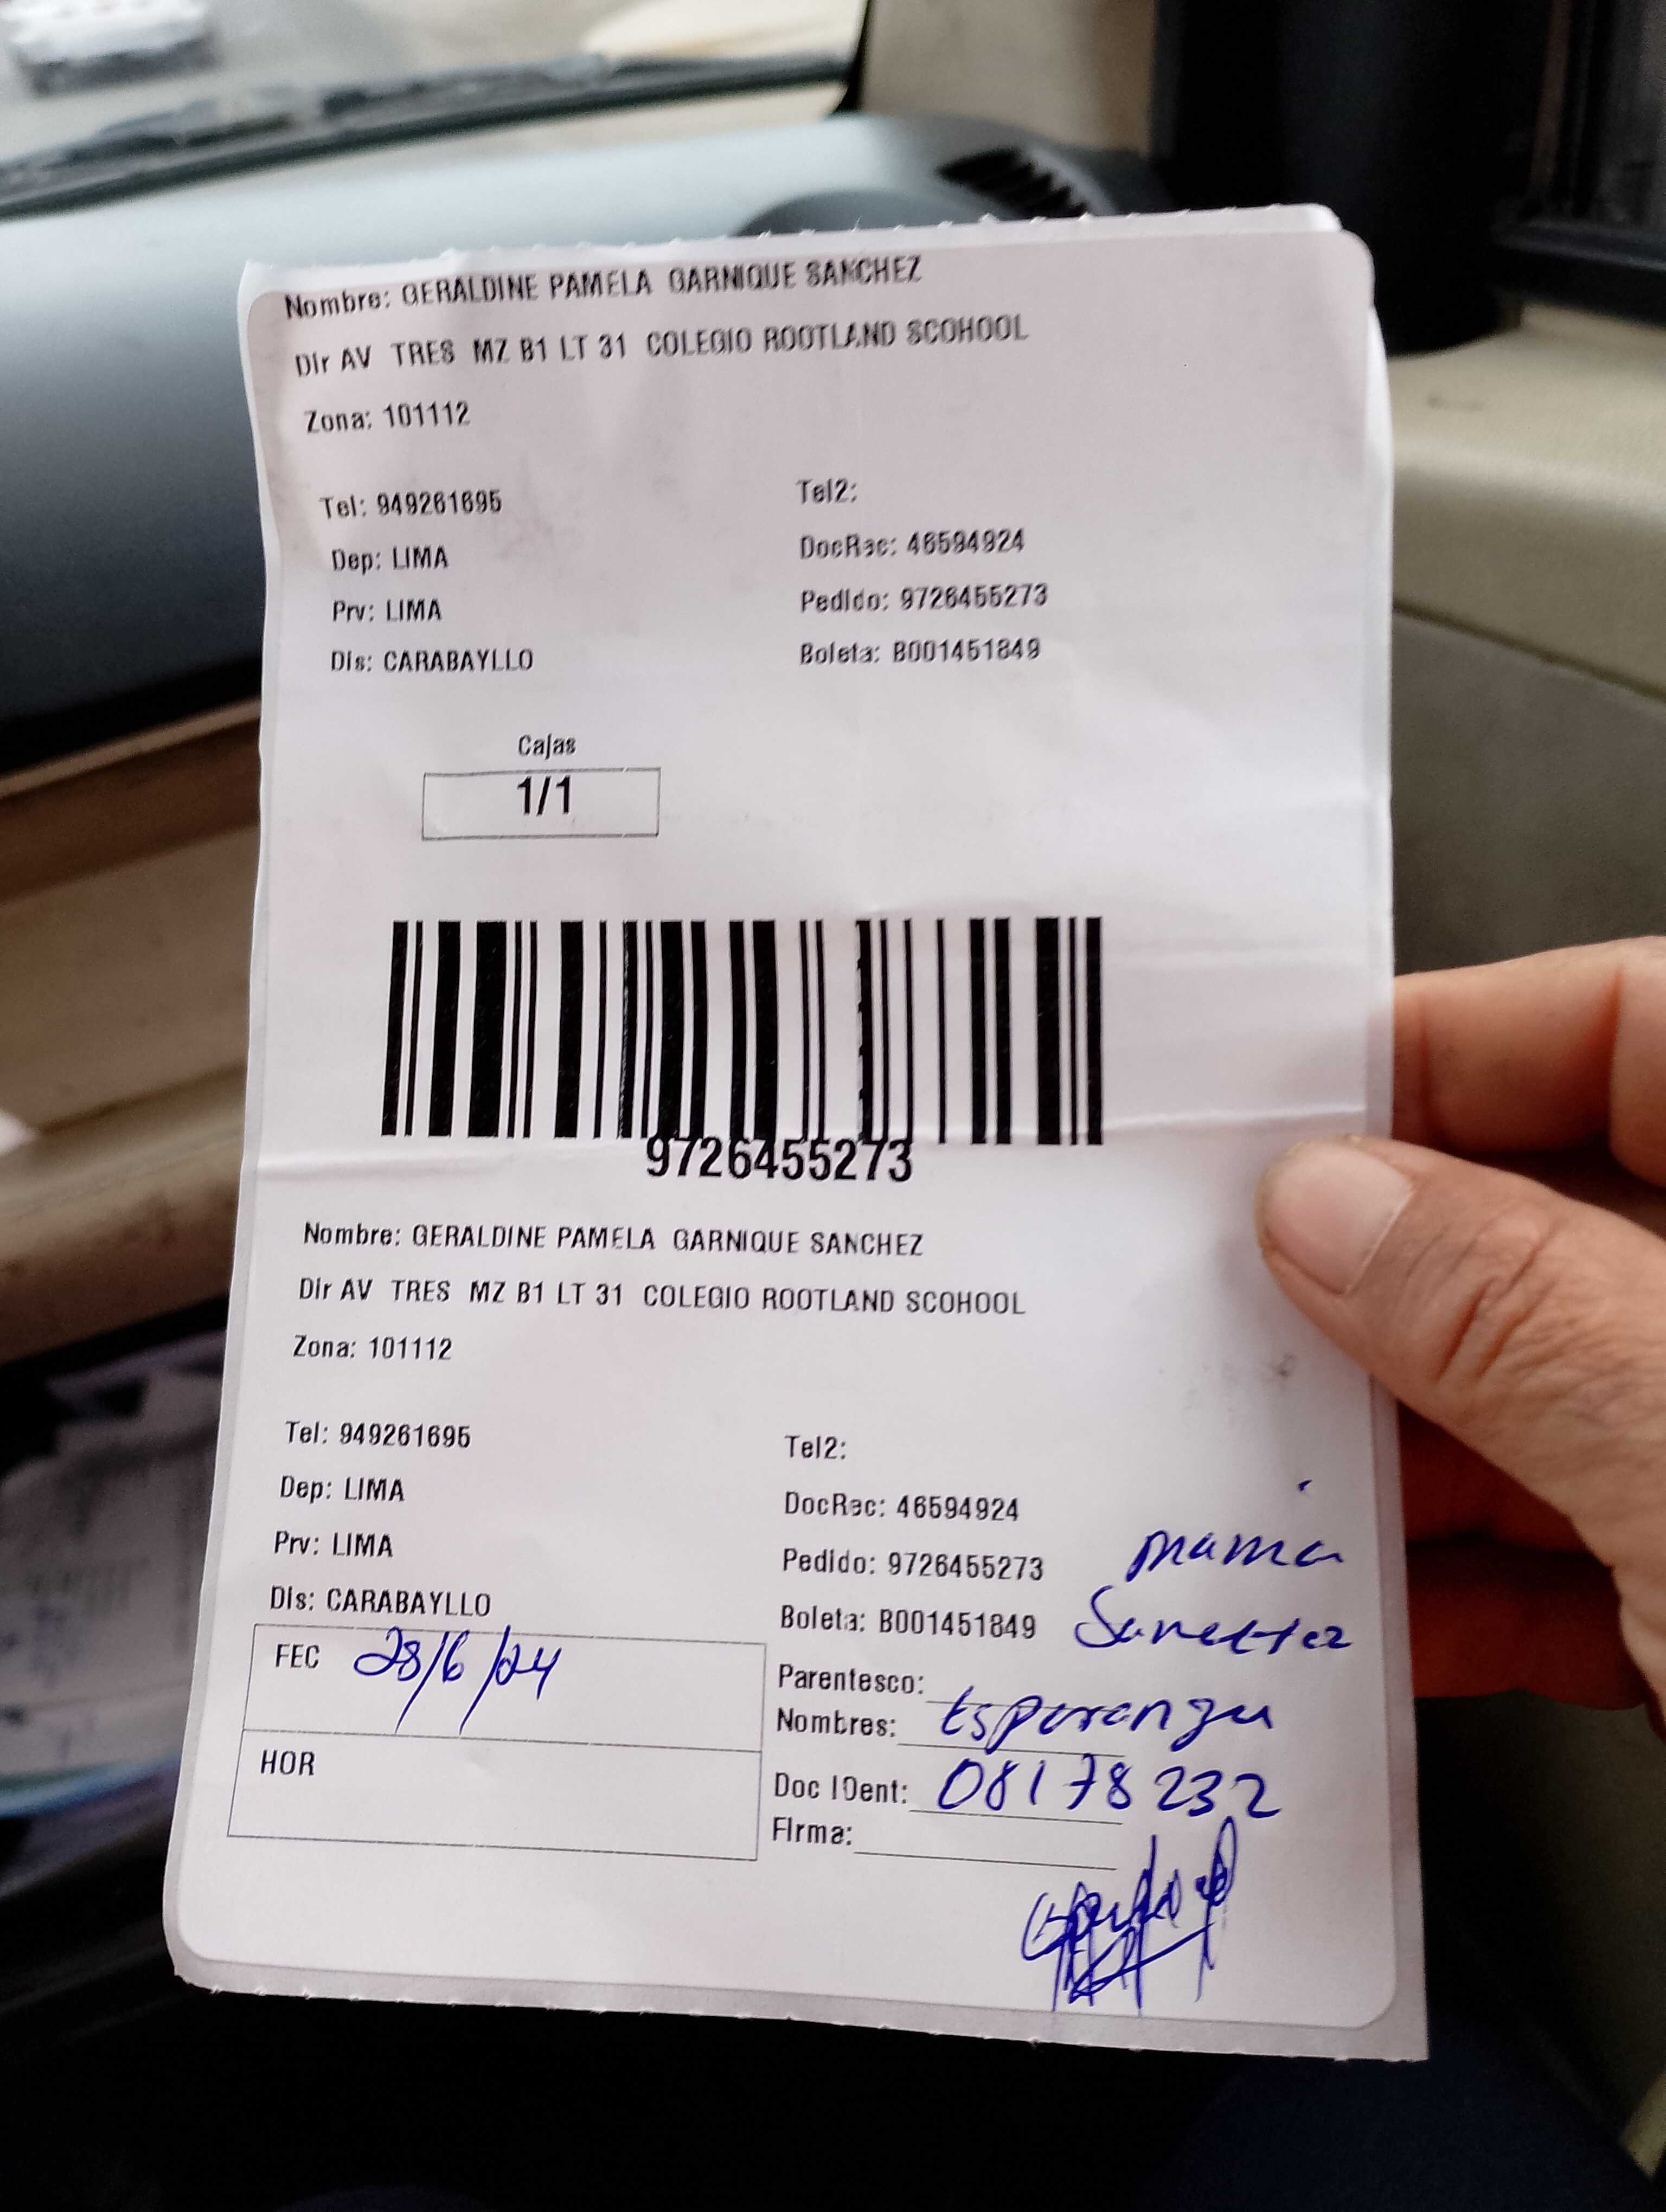 Nombre: GERALDINE PAMELA GARNIQUE SANCHEZ
Dir AV TRES MZ B1 LT 31 COLEGIO ROOTLAND SCOHOOL
Zona: 101112
Tel: 949261695 Tel2:
Dep: LIMA DocRec: 46594924
Prv: LIMA Pedido: 9726455273
Dis: CARABAYLLO Boleta: B001451849
Cajas
1/1
9726455273
Nombre: GERALDINE PAMELA GARNIQUE SANCHEZ
Dir AV TRES MZ B1 LT 31 COLEGIO ROOTLAND SCOHOOL
Zona: 101112
Tel: 949261695 Tel2:
Dep: LIMA DocRec: 46594924
Prv: LIMA Pedido: 9726455273
Dis: CARABAYLLO Boleta: B001451849
FEC 28/6/24
HOR
Parentesco:
Nombres: Esperanza
Doc IDent: 08178232
Firma: